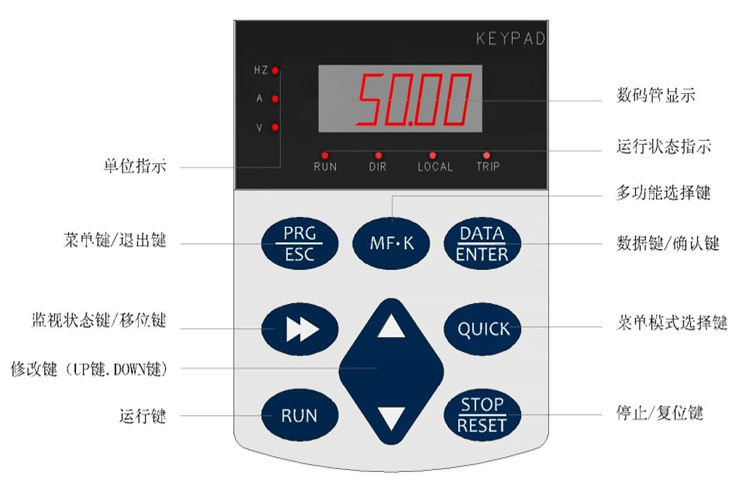 KEYPAD
HZ
50.00
数码管显示
A
V
运行状态指示
单位指示
RUN DIR LOCAL TRIP
多功能选择键
菜单键/退出键
PRG
ESC
MF·K
DATA
ENTER
数据键/确认键
监视状态键/移位键
QUICK
菜单模式选择键
修改键（UP键.DOWN键)
运行键
RUN
STOP
RESET
停止/复位键